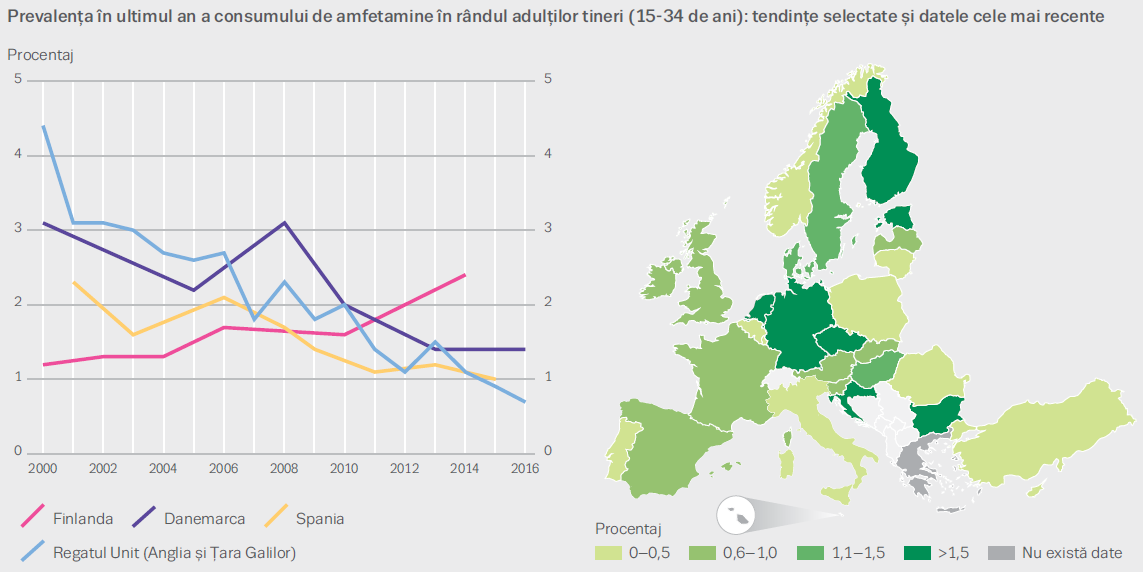 Prevalența în ultimul an a consumului de amfetamine în rândul adulților tineri (15-34 de ani): tendințe selectate și datele cele mai recente
Procentaj
5
4
3
2
1
0
5
4
3
2
1
0
2000 2002 2004 2006 2008 2010 2012 2014 2016
Finlanda Danemarca Spania
Regatul Unit (Anglia și Țara Galilor)
Procentaj
0–0,5 0,6–1,0 1,1–1,5 >1,5 Nu există date